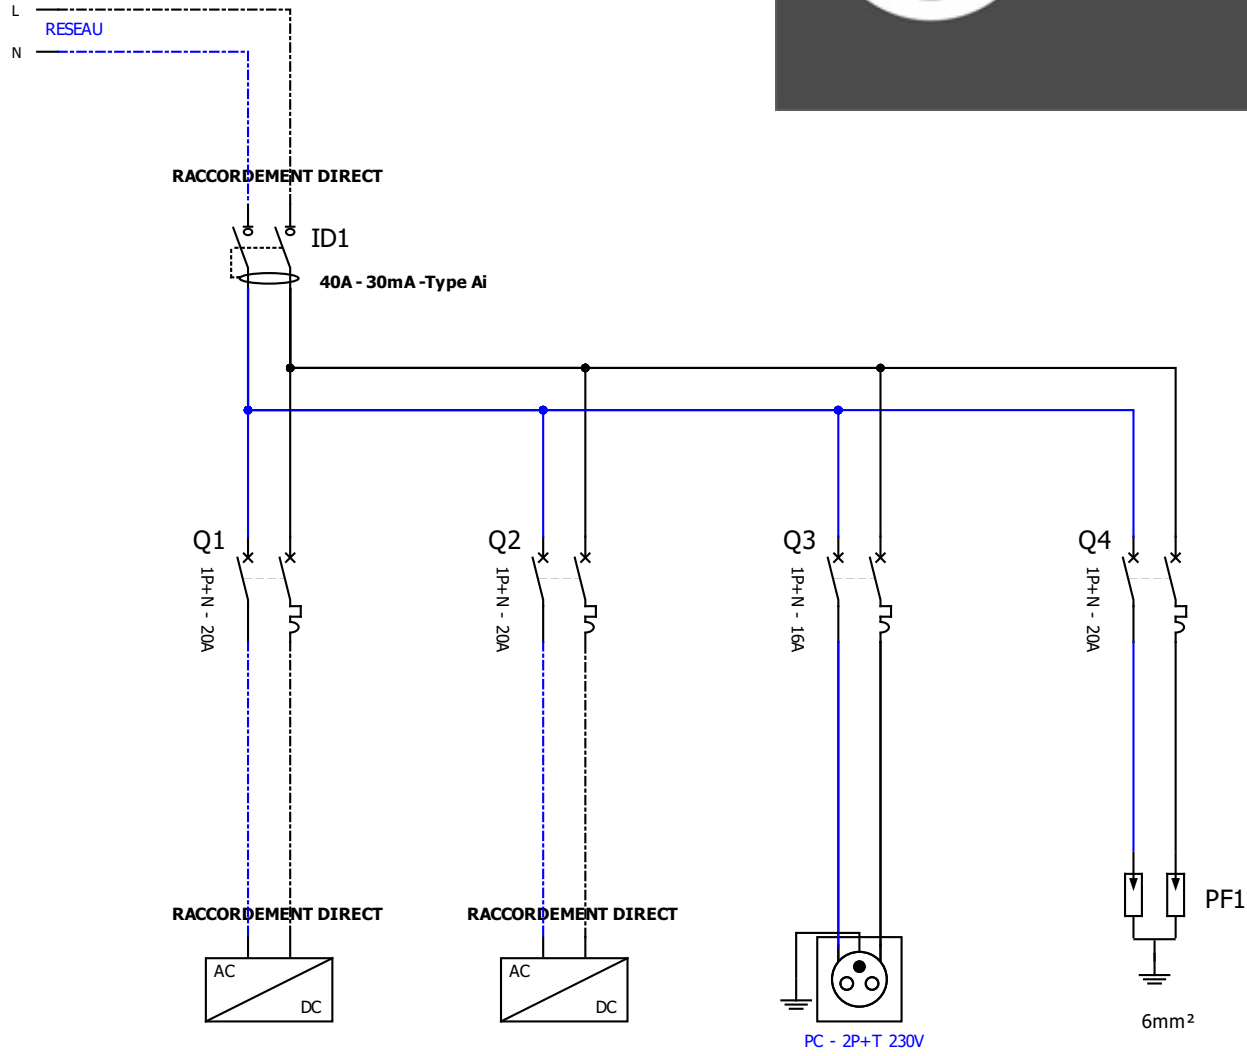 L
RESEAU
N
RACCORDEMENT DIRECT
ID1
40A - 30mA -Type Ai
Q1
1P+N - 20A
Q2
1P+N - 20A
Q3
1P+N - 16A
Q4
1P+N - 20A
RACCORDEMENT DIRECT
RACCORDEMENT DIRECT
PF1
AC
DC
AC
DC
6mm²
PC - 2P+T 230V